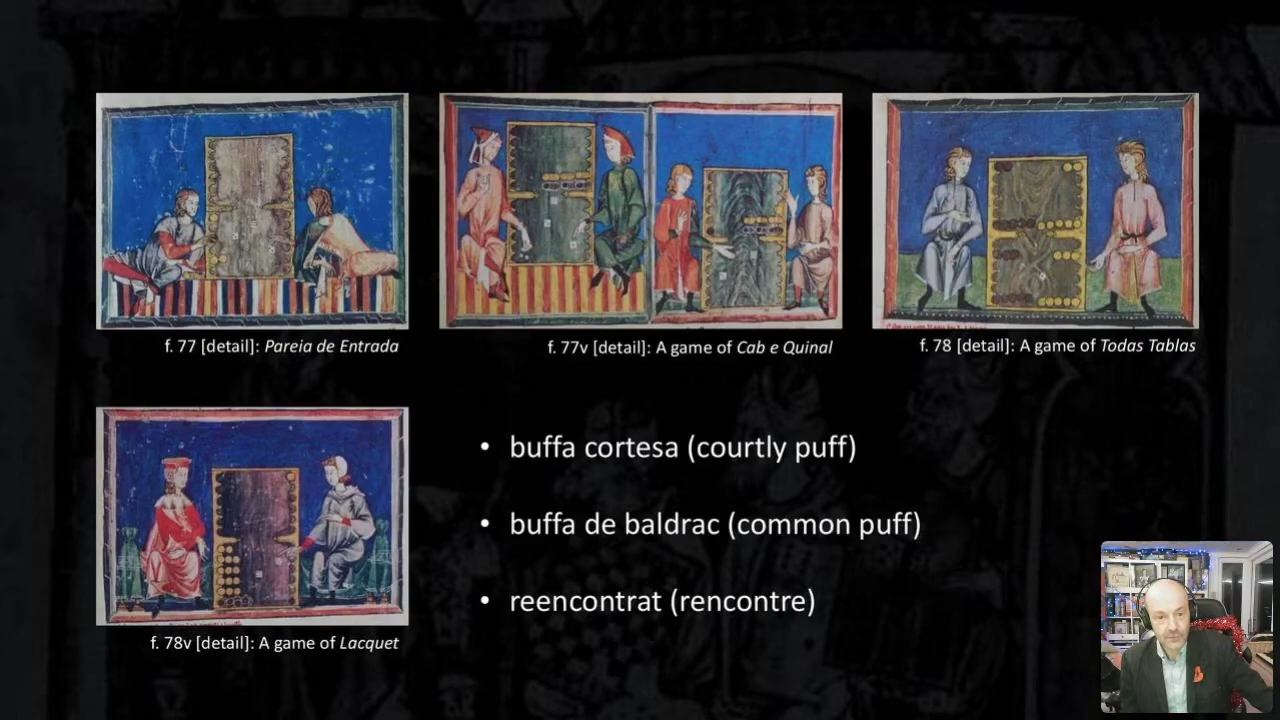 f. 77 [detail]: Pareia de Entrada
f. 77v [detail]: A game of Cab e Quinal
f. 78 [detail]: A game of Todas Tablas
f. 78v [detail]: A game of Lacquet
• buffa cortesa (courtly puff)
• buffa de baldrac (common puff)
• reencontrat (rencontre)